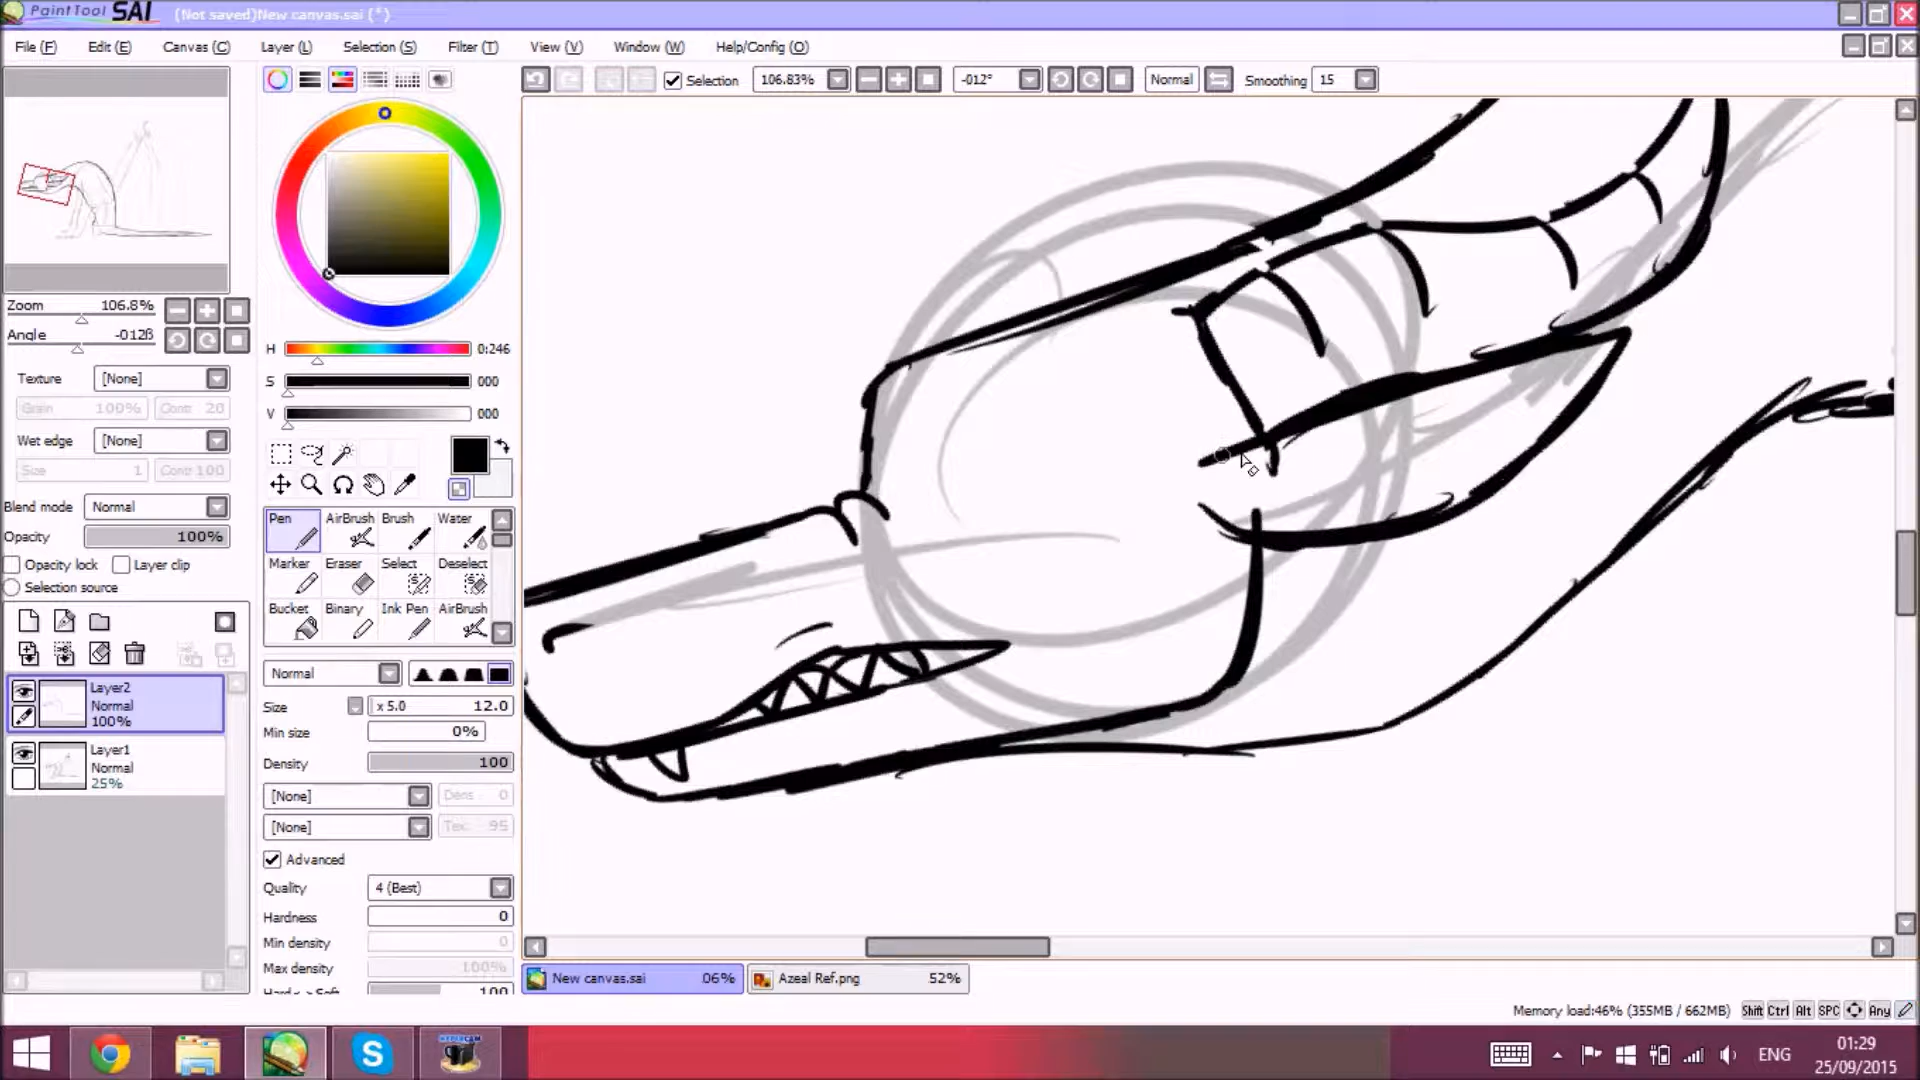 PaintTool SAI (Not saved)New canvas.sai (*)
File (F) Edit (E) Canvas (C) Layer (L) Selection (S) Filter (T) View (V) Window (W) Help/Config (O)
Selection 106.83% -012° Normal Smoothing 15
Zoom 106.8%
Angle -012ß
Texture [None]
Grain 100% Contr 20
Wet edge [None]
Size 1 Contr 100
Blend mode Normal
Opacity 100%
Opacity lock Layer clip
Selection source
Layer2
Normal
100%
Layer1
Normal
25%
H 0:246
S 000
V 000
Pen AirBrush Brush Water
Marker Eraser Select Deselect
Bucket Binary Ink Pen AirBrush
Normal
Size x 5.0 12.0
Min size 0%
Density 100
[None] Dens 0
[None] Tex 95
Advanced
Quality 4 (Best)
Hardness 0
Min density 0
Max density 100%
100
New canvas.sai 06% Azeal Ref.png 52%
Memory load:46% (355MB / 662MB) Shift Ctrl Alt SPC Any
HYPERCAM
ENG
01:29
25/09/2015